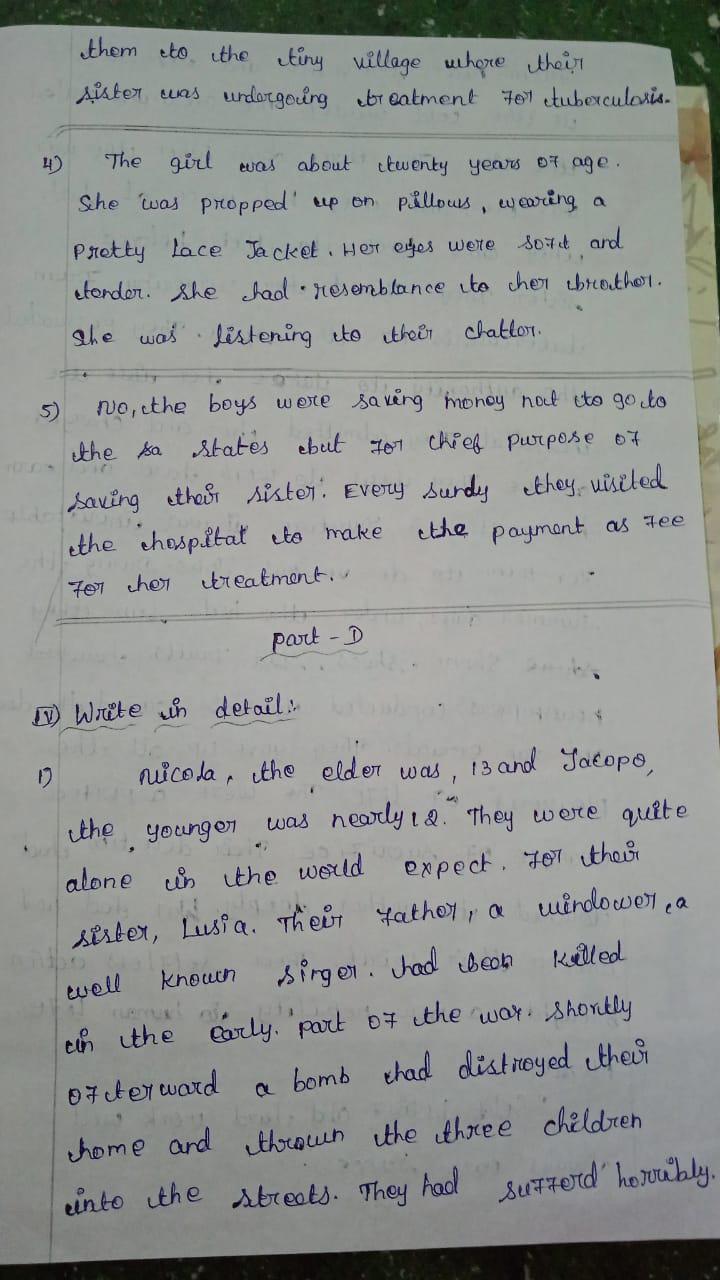 them to the tiny village where their
sister was undergoing treatment for tuberculosis.
4) The girl was about twenty years of age.
She was propped up on pillows, wearing a
Pretty Lace Jacket. Her eyes were soft and
tender. She had resemblance to her brother.
She was listening to their chatter.
5) No, the boys were saving money not to go to
the sa States but for chief purpose of
saving their sister. Every surdy they visited
the hospital to make the payment as fee
for her treatment.
part - D
IV) Write in detail:
1) Nicola, the elder was, 13 and Jacopo,
the younger was nearly 12. They were quite
alone in the world expect. for their
sister, Lusia. Their father, a windower, a
well known singer. had been killed
in the early. part of the war. shortly
ofterward a bomb had distroyed their
home and thrown the three children
into the streets. They had sufferd horribly.